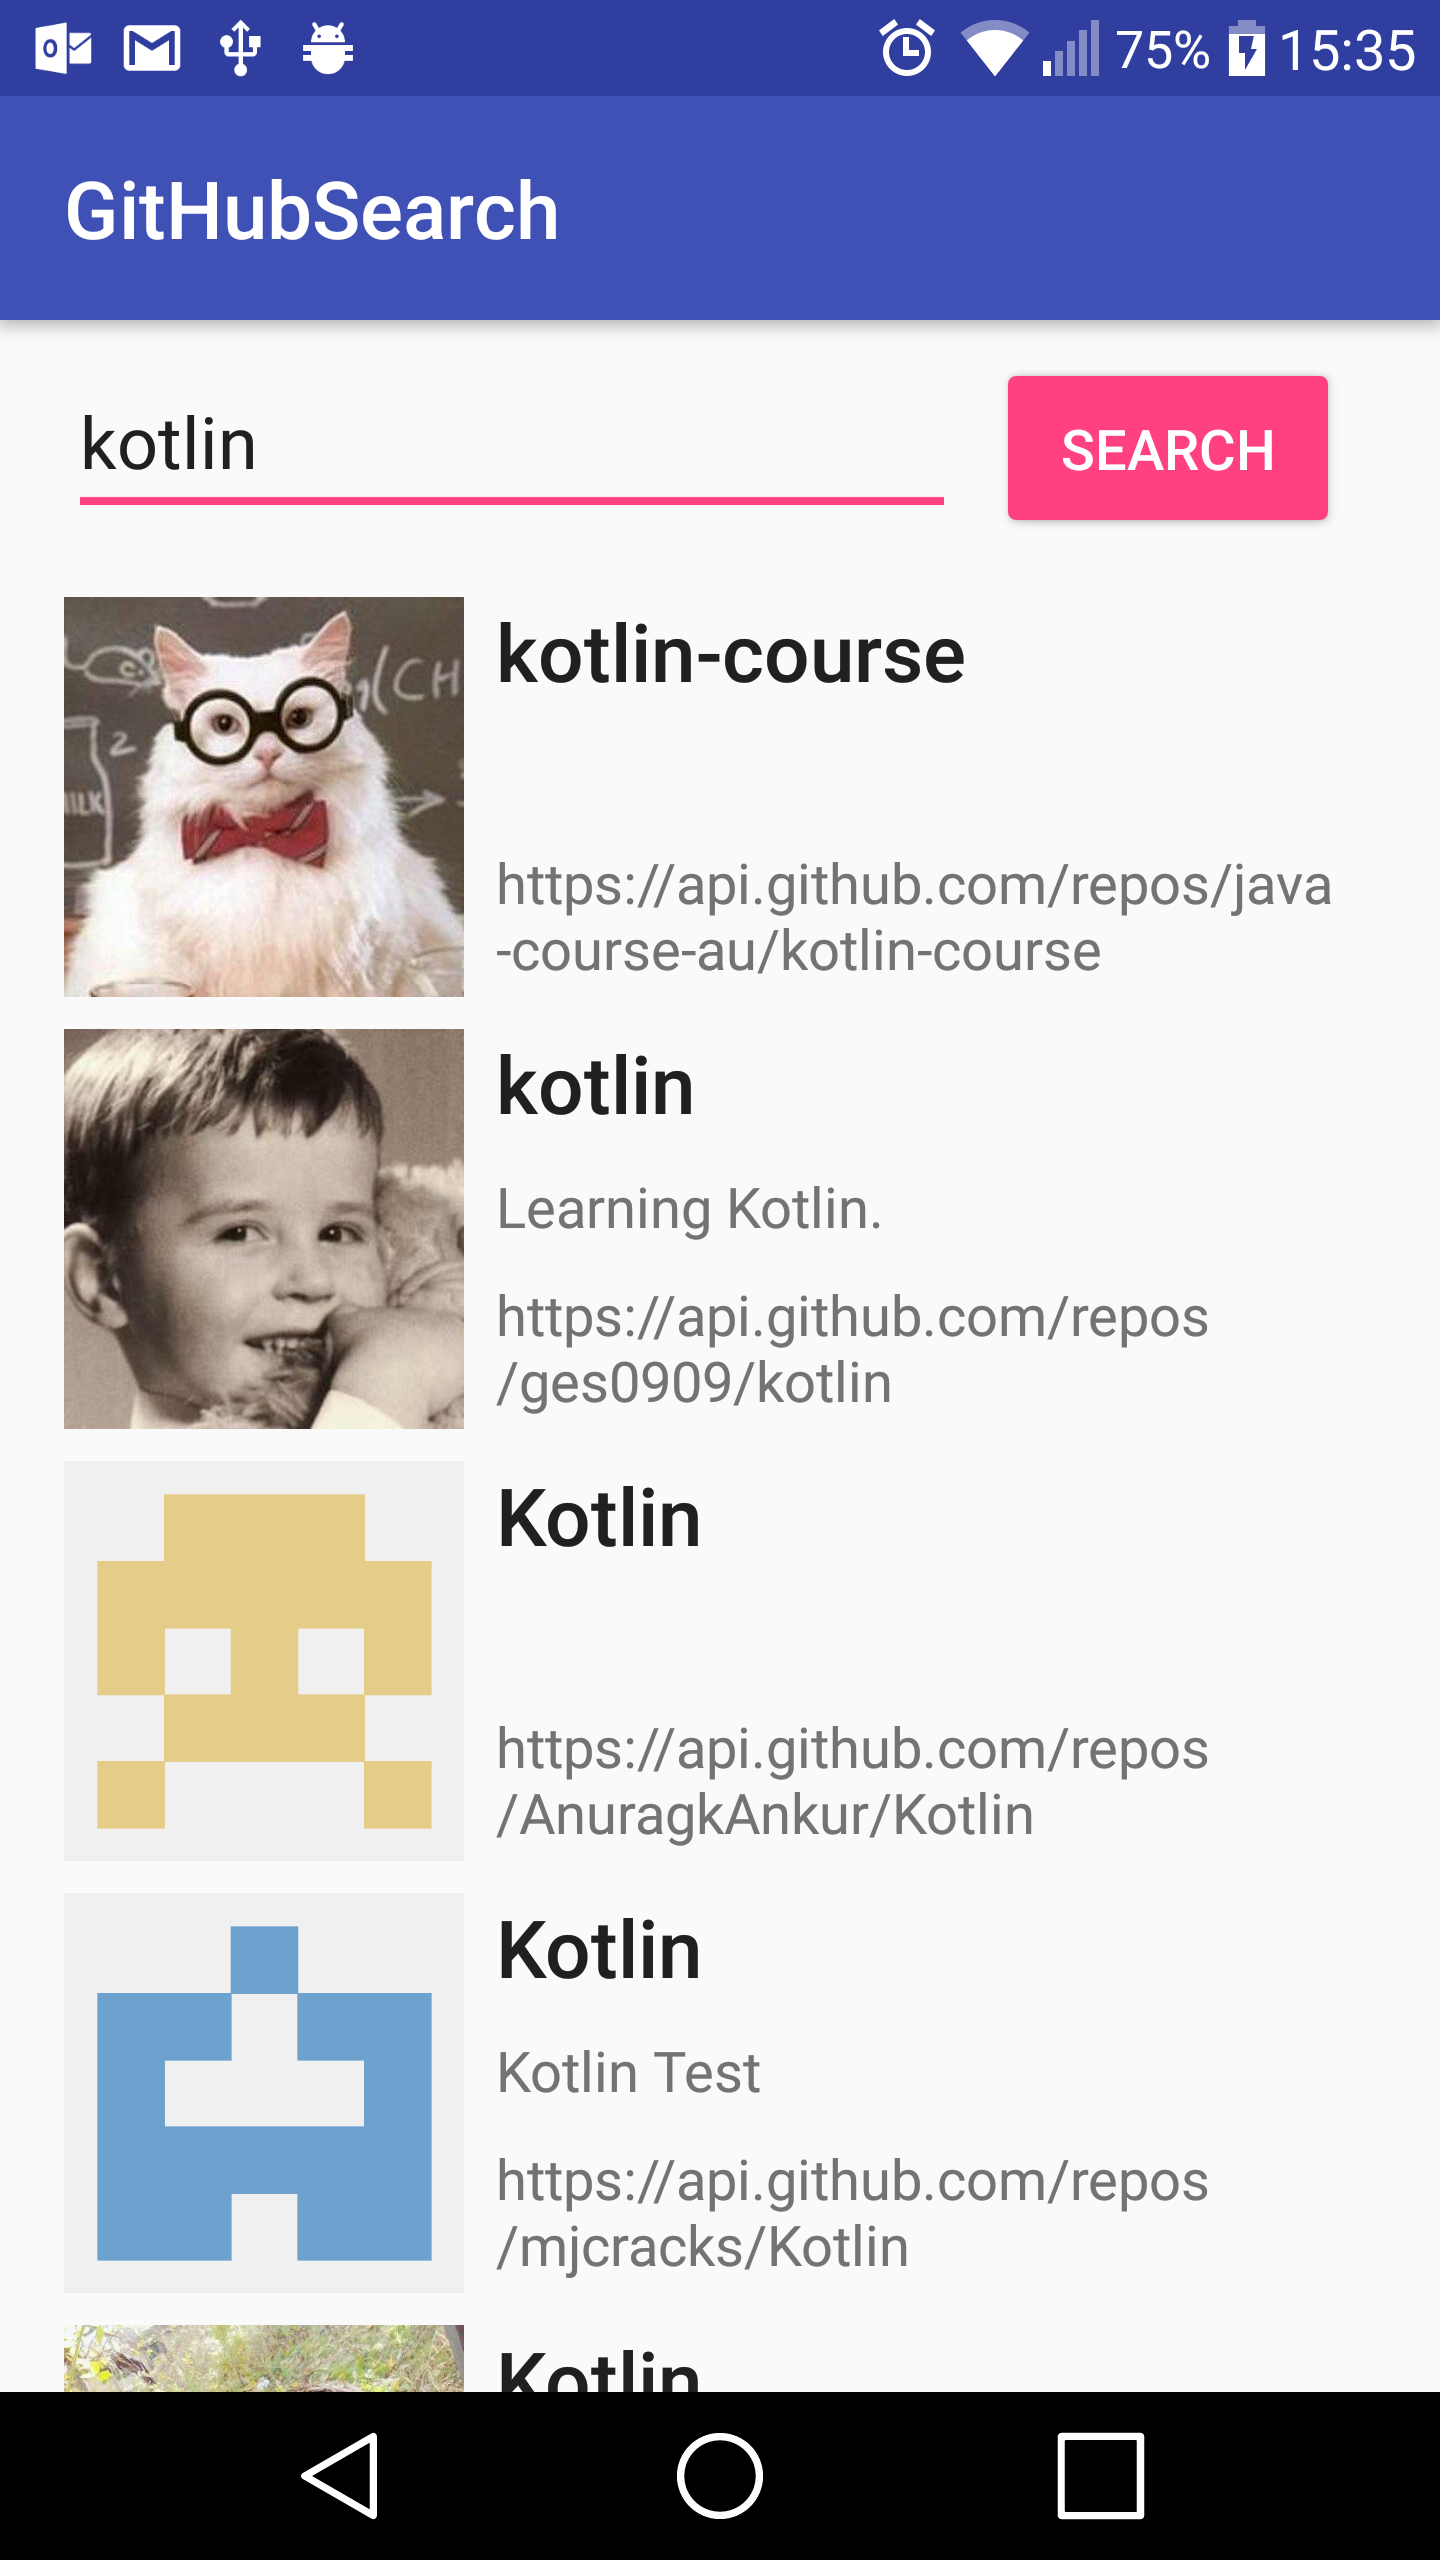 75% 15:35
GitHubSearch
kotlin
SEARCH
kotlin-course
https://api.github.com/repos/java
-course-au/kotlin-course
kotlin
Learning Kotlin.
https://api.github.com/repos
/ges0909/kotlin
Kotlin
https://api.github.com/repos
/AnuragkAnkur/Kotlin
Kotlin
Kotlin Test
https://api.github.com/repos
/mjcracks/Kotlin
Kotlin